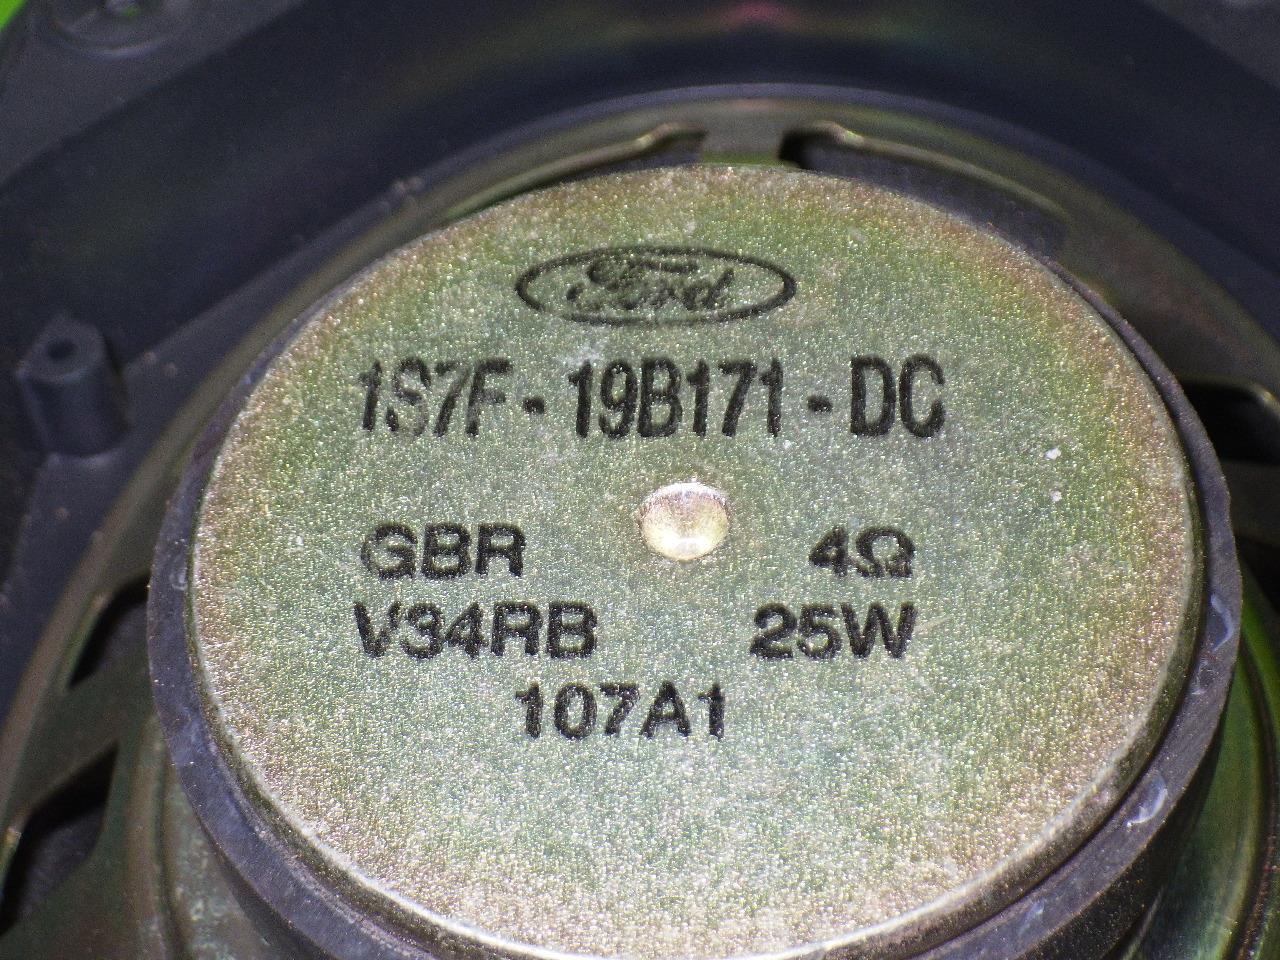 Ford
1S7F - 19B171 - DC
GBR 4Ω
V34RB 25W
107A1